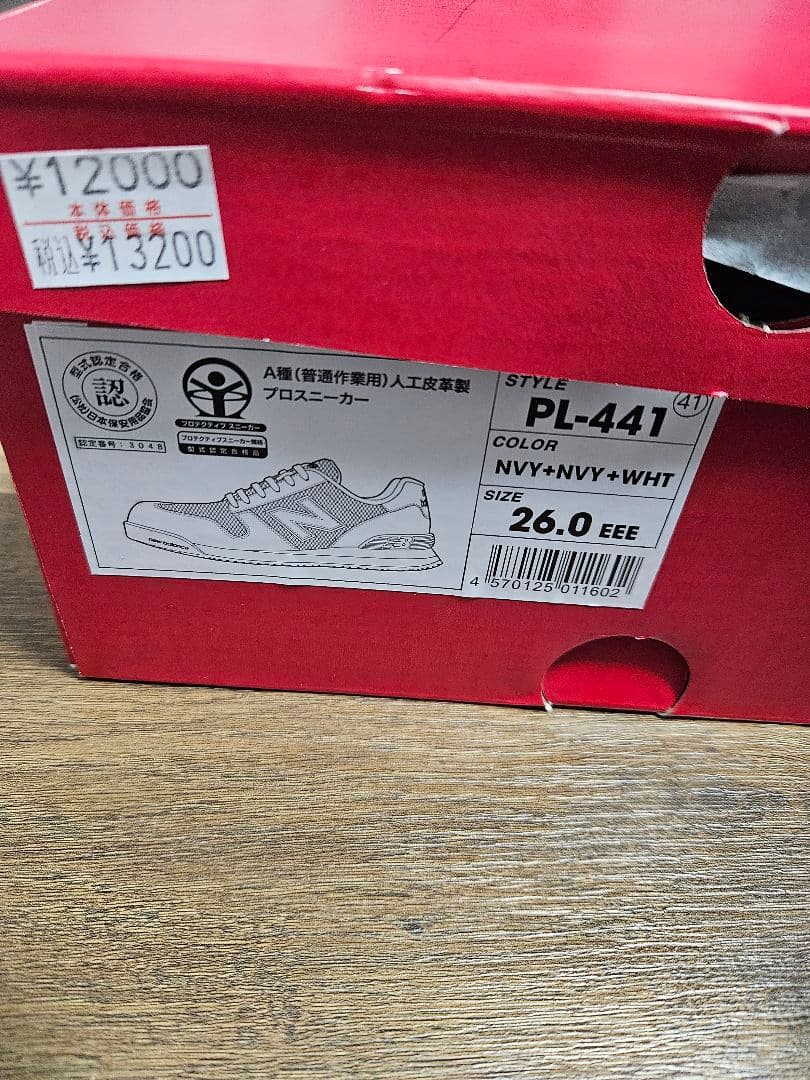 ¥12000
本体価格
税込価格
税込¥13200
型式認定合格
認
(公社)日本保安用品協会
認定番号:3048
プロテクティブ スニーカー
プロテクティブスニーカー規格
型式認定合格品
A種(普通作業用)人工皮革製
プロスニーカー
new balance
N
STYLE
PL-441
41
COLOR
NVY+NVY+WHT
SIZE
26.0 EEE
4 570125 011602